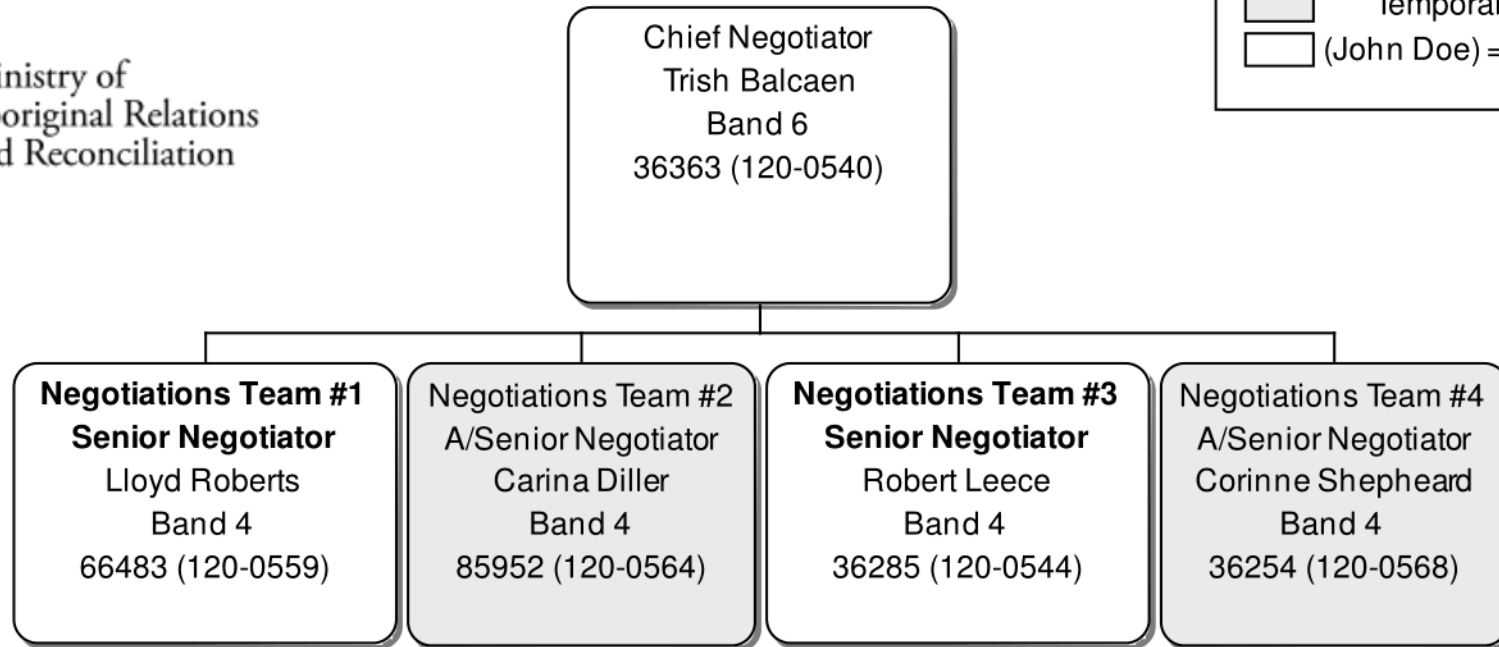 Temporar
(John Doe) =
inistry of
original Relations
d Reconciliation
Chief Negotiator
Trish Balcaen
Band 6
36363 (120-0540)
Negotiations Team #1
Senior Negotiator
Lloyd Roberts
Band 4
66483 (120-0559)
Negotiations Team #2
A/Senior Negotiator
Carina Diller
Band 4
85952 (120-0564)
Negotiations Team #3
Senior Negotiator
Robert Leece
Band 4
36285 (120-0544)
Negotiations Team #4
A/Senior Negotiator
Corinne Shepheard
Band 4
36254 (120-0568)